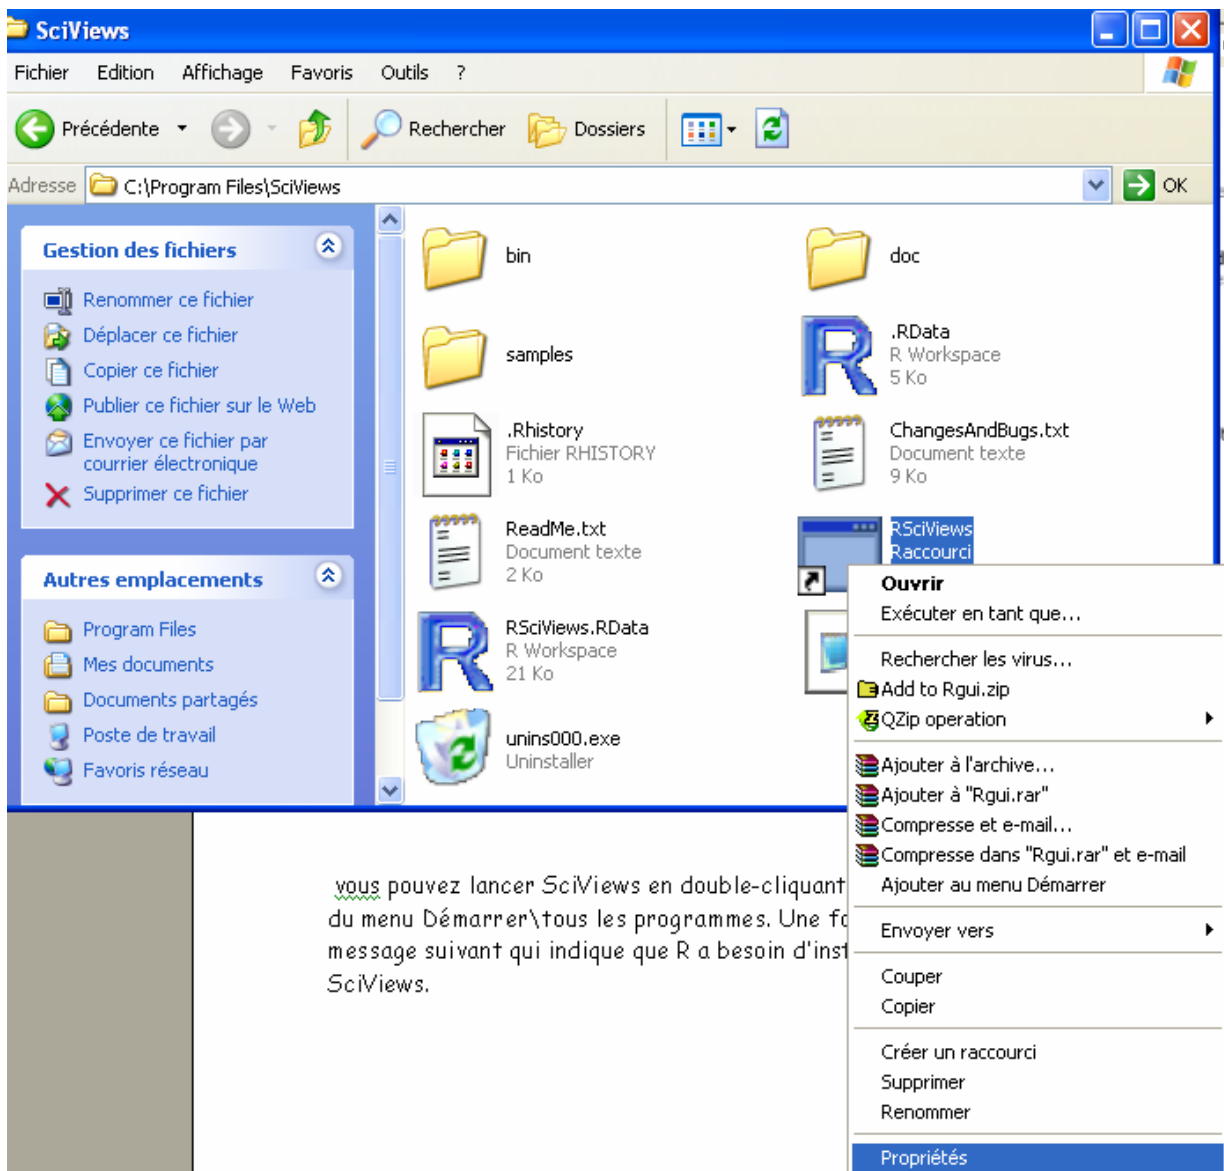 SciViews
Fichier Edition Affichage Favoris Outils ?
Précédente Rechercher Dossiers
Adresse C:\Program Files\SciViews OK
Gestion des fichiers
Renommer ce fichier
Déplacer ce fichier
Copier ce fichier
Publier ce fichier sur le Web
Envoyer ce fichier par
courrier électronique
Supprimer ce fichier
Autres emplacements
Program Files
Mes documents
Documents partagés
Poste de travail
Favoris réseau
bin
doc
samples
.RData
R Workspace
5 Ko
.Rhistory
Fichier RHISTORY
1 Ko
ChangesAndBugs.txt
Document texte
9 Ko
ReadMe.txt
Document texte
2 Ko
RSciViews
Raccourci
RSciViews.RData
R Workspace
21 Ko
unins000.exe
Uninstaller
Ouvrir
Exécuter en tant que...
Rechercher les virus...
Add to Rgui.zip
QZip operation
Ajouter à l'archive...
Ajouter à "Rgui.rar"
Compresse et e-mail...
Compresse dans "Rgui.rar" et e-mail
Ajouter au menu Démarrer
Envoyer vers
Couper
Copier
Créer un raccourci
Supprimer
Renommer
Propriétés
vous pouvez lancer SciViews en double-cliquant
du menu Démarrer\tous les programmes. Une
message suivant qui indique que R a besoin
SciViews.